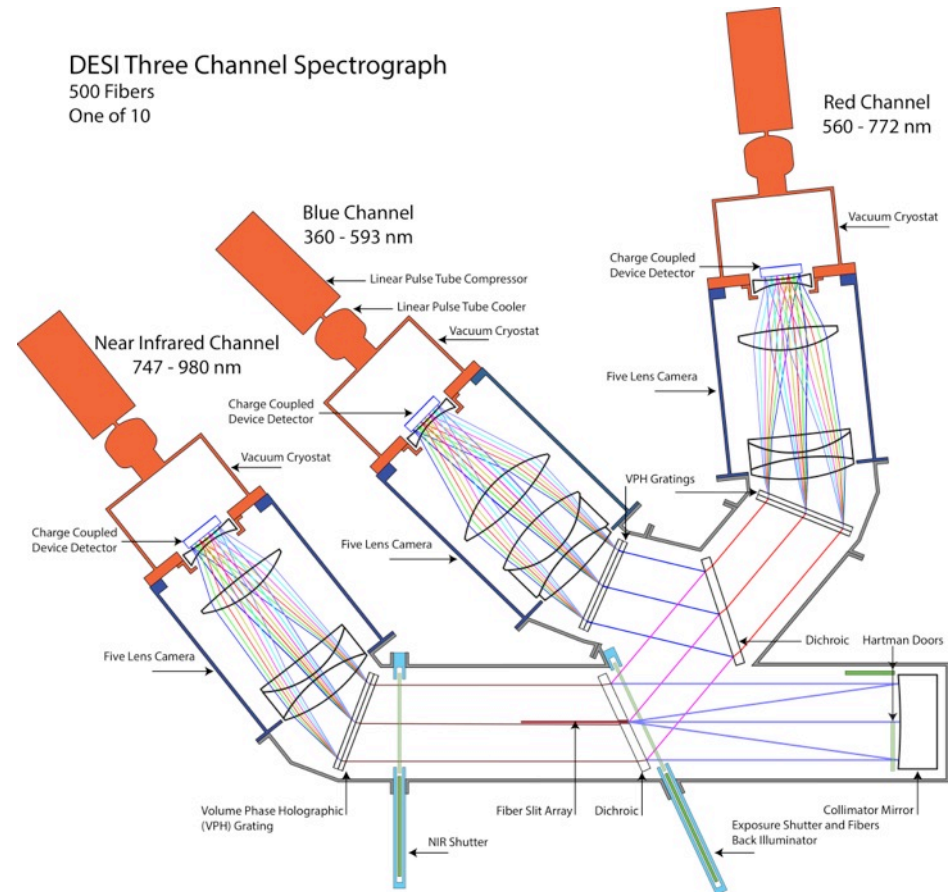 DESI Three Channel Spectrograph
500 Fibers
One of 10
Red Channel
560 - 772 nm
Blue Channel
360 - 593 nm
Vacuum Cryostat
Charge Coupled
Device Detector
Linear Pulse Tube Compressor
Linear Pulse Tube Cooler
Vacuum Cryostat
Near Infrared Channel
747 - 980 nm
Five Lens Camera
Charge Coupled
Device Detector
Vacuum Cryostat
VPH Gratings
Charge Coupled
Device Detector
Five Lens Camera
Dichroic
Hartman Doors
Five Lens Camera
Volume Phase Holographic
(VPH) Grating
Fiber Slit Array
Dichroic
Collimator Mirror
NIR Shutter
Exposure Shutter and Fibers
Back Illuminator